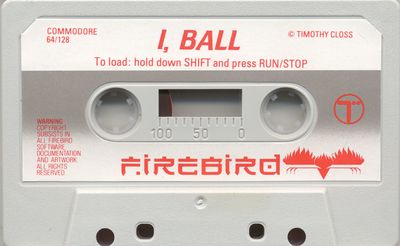 COMMODORE
64/128
I, BALL
© TIMOTHY CLOSS
To load: hold down SHIFT and press RUN/STOP
WARNING
COPYRIGHT
SUBSISTS IN
ALL FIREBIRD
SOFTWARE
DOCUMENTATION
AND ARTWORK
ALL RIGHTS
RESERVED
100 50 0
FIREBIRD